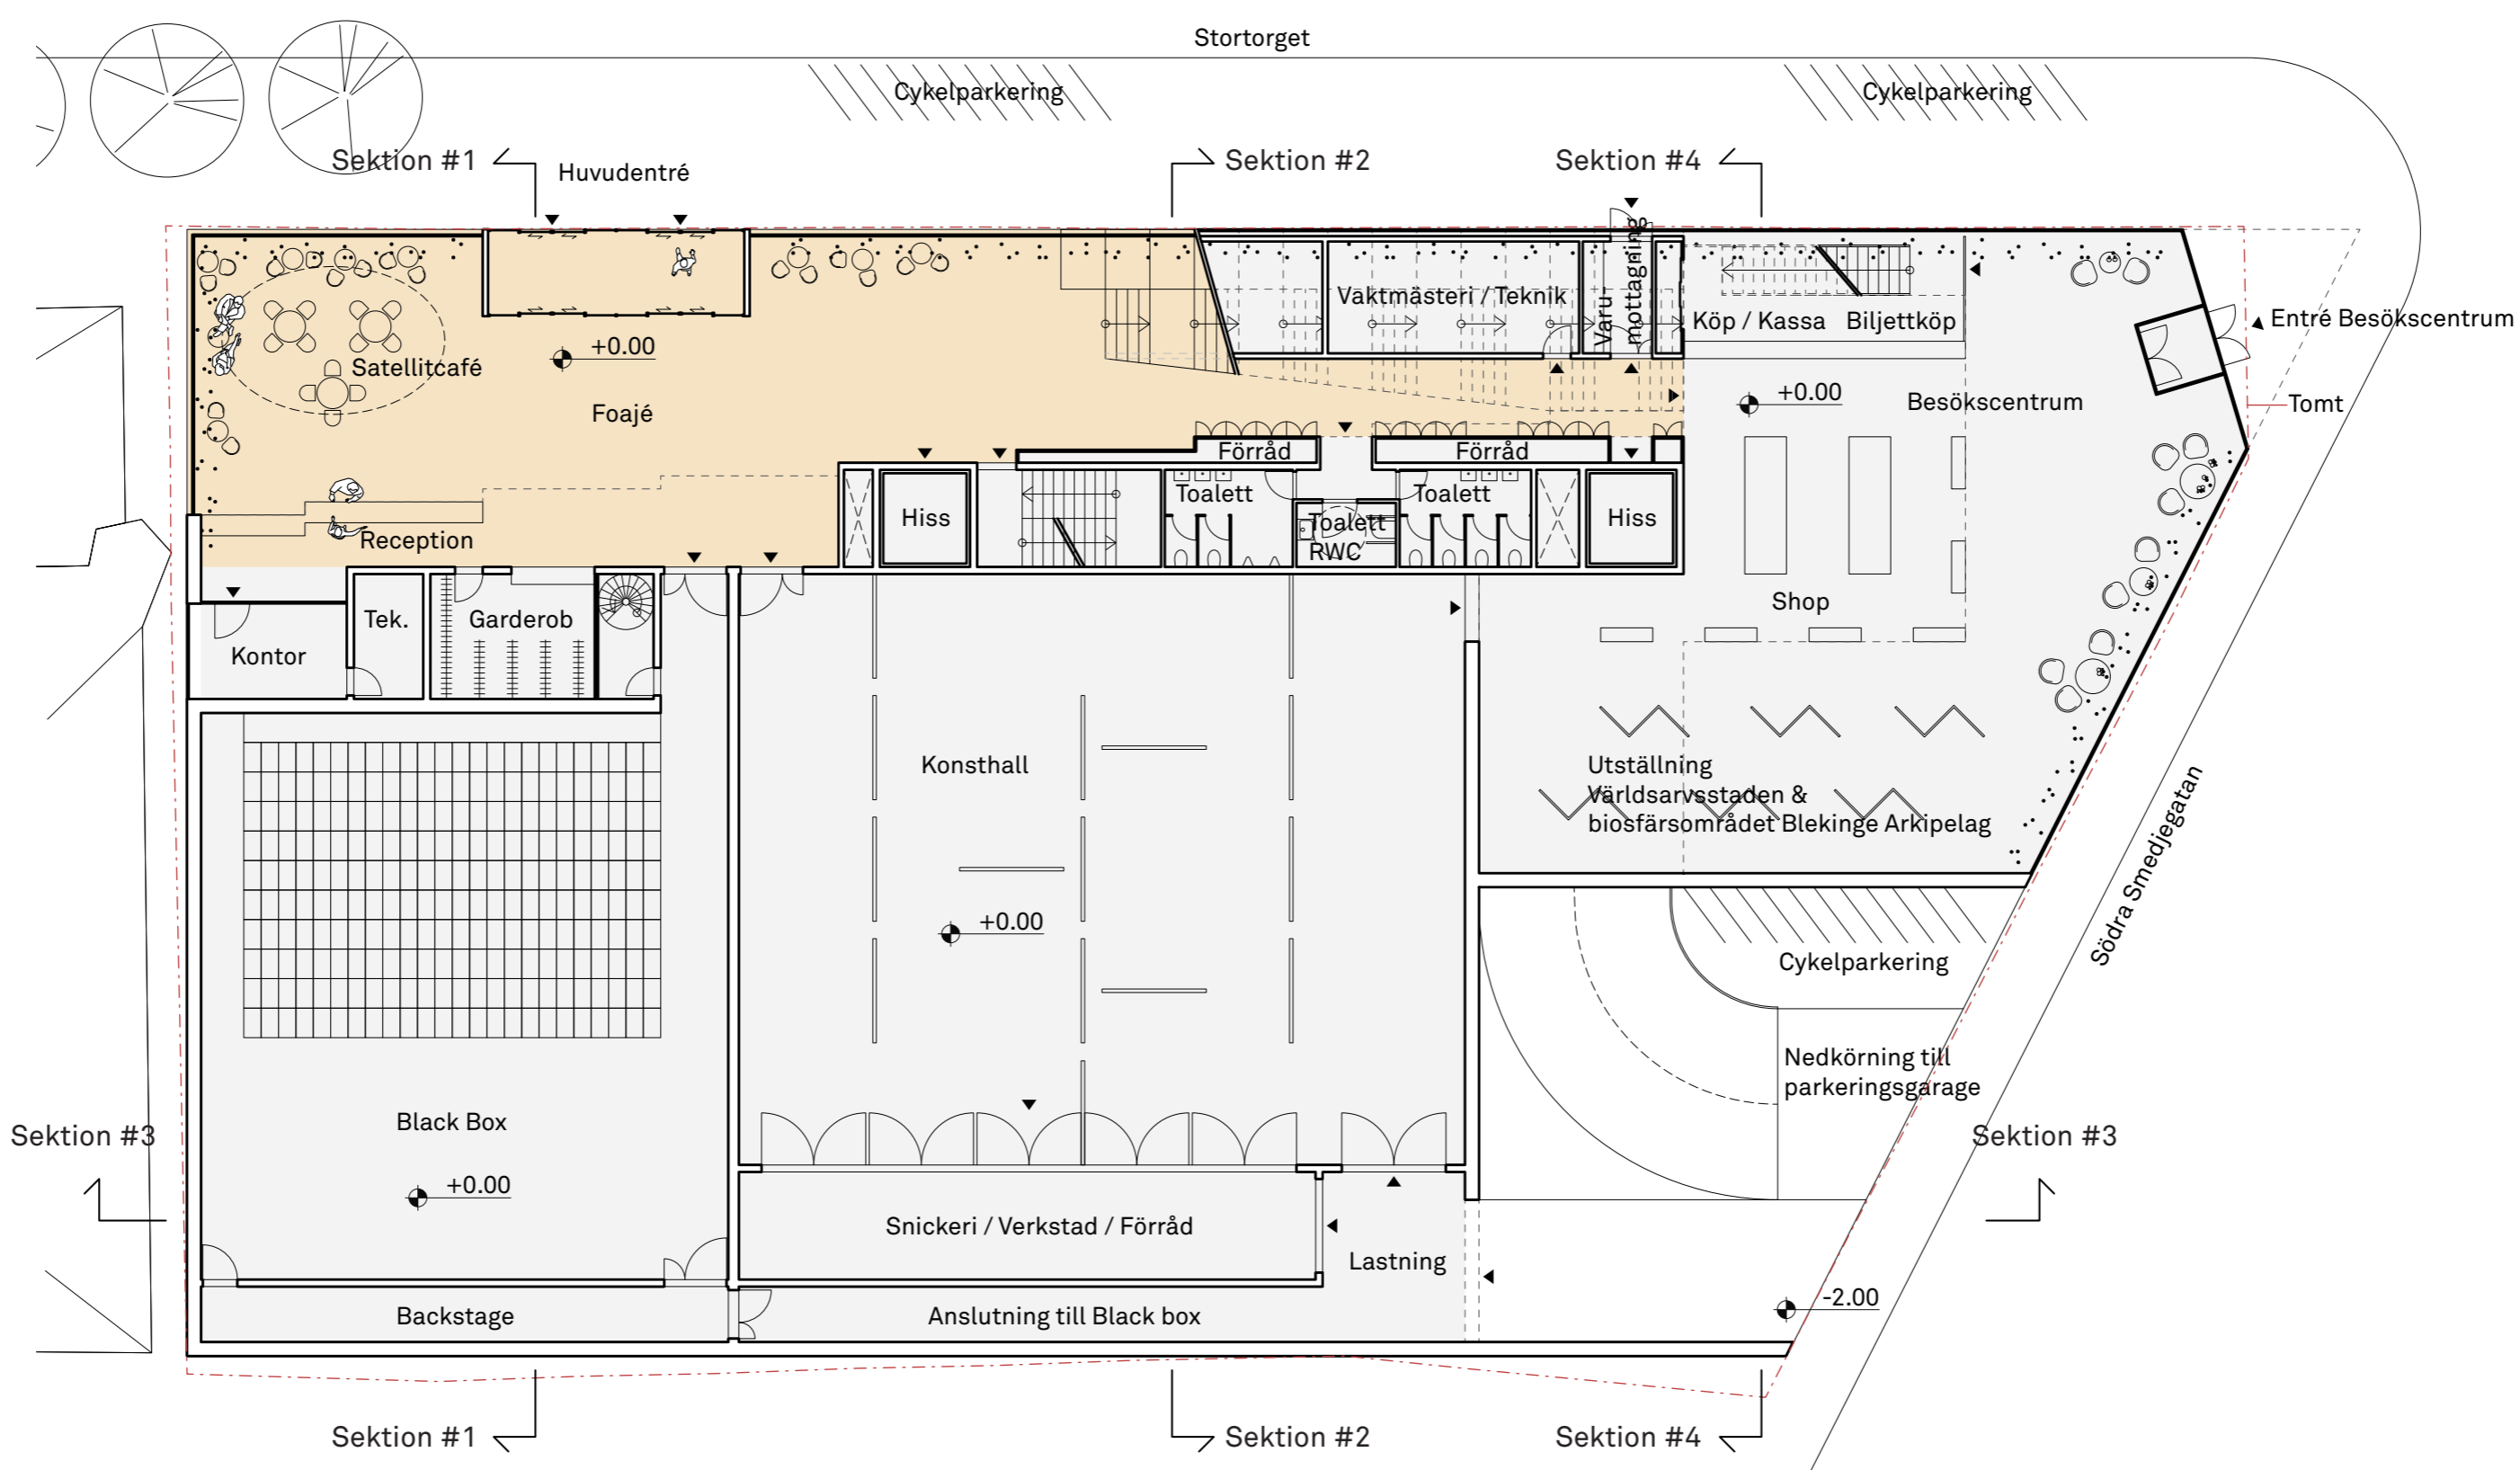 Stortorget
Cykelparkering
Cykelparkering
Sektion #1
Huvudentré
Sektion #2
Sektion #4
Vaktmästeri / Teknik
Varu-
mottagning
Köp / Kassa
Biljettköp
Entré Besökscentrum
+0.00
Satellitcafé
Foajé
+0.00
Besökscentrum
Tomt
Förråd
Förråd
Reception
Hiss
Toalett
Toalett
RWC
Toalett
Hiss
Shop
Kontor
Tek.
Garderob
Konsthall
Utställning
Världsarvsstaden &
biosfärsområdet Blekinge Arkipelag
Södra Smedjegatan
+0.00
Cykelparkering
Nedkörning till
parkeringsgarage
Black Box
Sektion #3
Sektion #3
+0.00
Snickeri / Verkstad / Förråd
Lastning
-2.00
Backstage
Anslutning till Black box
Sektion #1
Sektion #2
Sektion #4